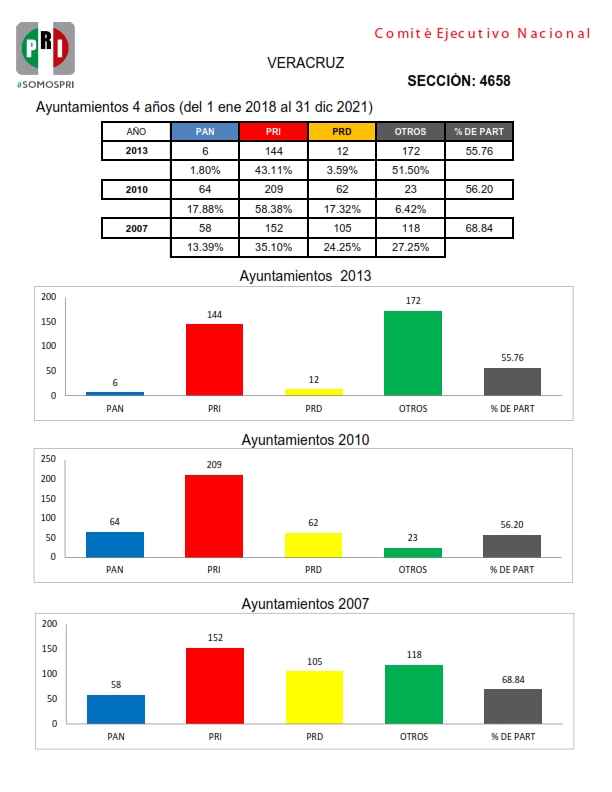 Comité Ejecutivo Nacional
PRI
#SOMOSPRI
VERACRUZ
SECCIÓN: 4658
Ayuntamientos 4 años (del 1 ene 2018 al 31 dic 2021)
AÑO PAN PRI PRD OTROS % DE PART
2013 6 144 12 172 55.76
1.80% 43.11% 3.59% 51.50%
2010 64 209 62 23 56.20
17.88% 58.38% 17.32% 6.42%
2007 58 152 105 118 68.84
13.39% 35.10% 24.25% 27.25%
Ayuntamientos 2013
200
150
100
50
0
6
144
12
172
55.76
PAN PRI PRD OTROS % DE PART
Ayuntamientos 2010
250
200
150
100
50
0
64
209
62
23
56.20
PAN PRI PRD OTROS % DE PART
Ayuntamientos 2007
200
150
100
50
0
58
152
105
118
68.84
PAN PRI PRD OTROS % DE PART